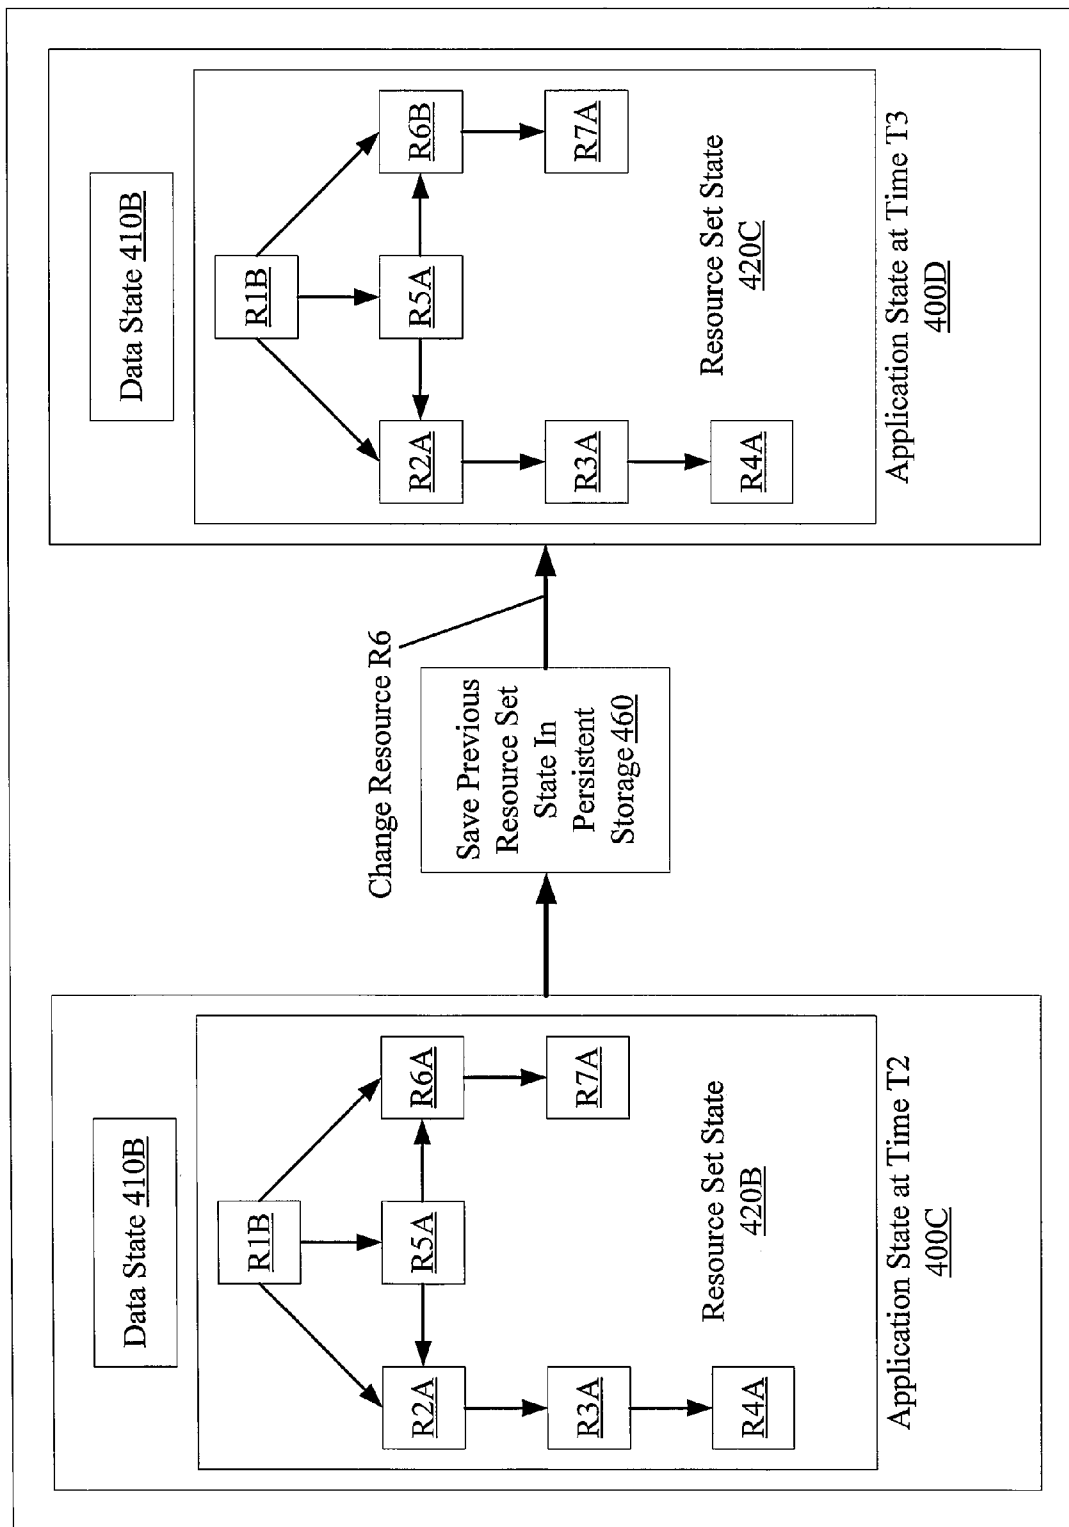 Data State 410B
R1B
R2A
R5A
R6A
R3A
R7A
R4A
Resource Set State
420B
Application State at Time T2
400C
Change Resource R6
Save Previous
Resource Set
State In
Persistent
Storage 460
Data State 410B
R1B
R2A
R5A
R6B
R3A
R7A
R4A
Resource Set State
420C
Application State at Time T3
400D